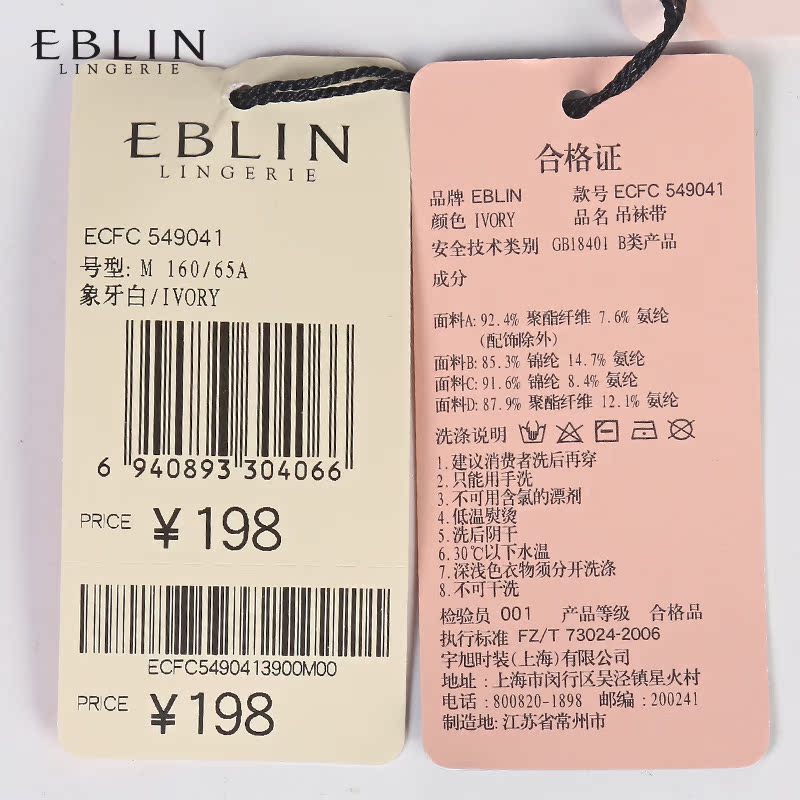 EBLIN
LINGERIE
EBLIN
LINGERIE
ECFC 549041
号型: M 160/65A
象牙白/IVORY
6 940893 304066
PRICE ￥198
ECFC5490413900M00
PRICE ￥198
合格证
品牌 EBLIN 款号 ECFC 549041
颜色 IVORY 品名 吊袜带
安全技术类别 GB18401 B类产品
成分
面料A: 92.4% 聚酯纤维 7.6% 氨纶
(配饰除外)
面料B: 85.3% 锦纶 14.7% 氨纶
面料C: 91.6% 锦纶 8.4% 氨纶
面料D: 87.9% 聚酯纤维 12.1% 氨纶
洗涤说明
1.建议消费者洗后再穿
2.只能用手洗
3.不可用含氯的漂剂
4.低温熨烫
5.洗后阴干
6.30℃以下水温
7.深浅色衣物须分开洗涤
8.不可干洗
检验员 001 产品等级 合格品
执行标准 FZ/T 73024-2006
宇旭时装(上海)有限公司
地址:上海市闵行区吴泾镇星火村
电话:800820-1898 邮编:200241
制造地:江苏省常州市